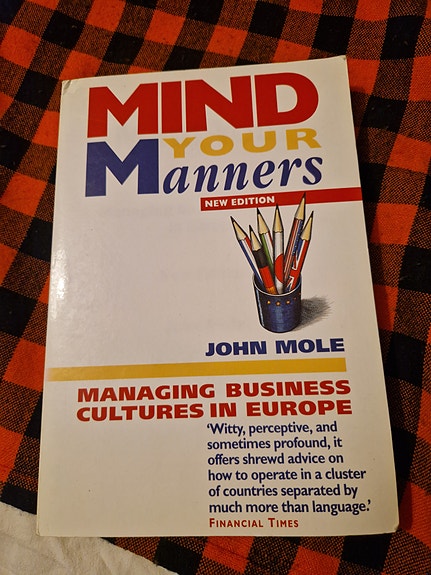 MIND
YOUR
Manners
NEW EDITION
JOHN MOLE
MANAGING BUSINESS
CULTURES IN EUROPE
‘Witty, perceptive, and
sometimes profound, it
offers shrewd advice on
how to operate in a cluster
of countries separated by
much more than language.’
FINANCIAL TIMES